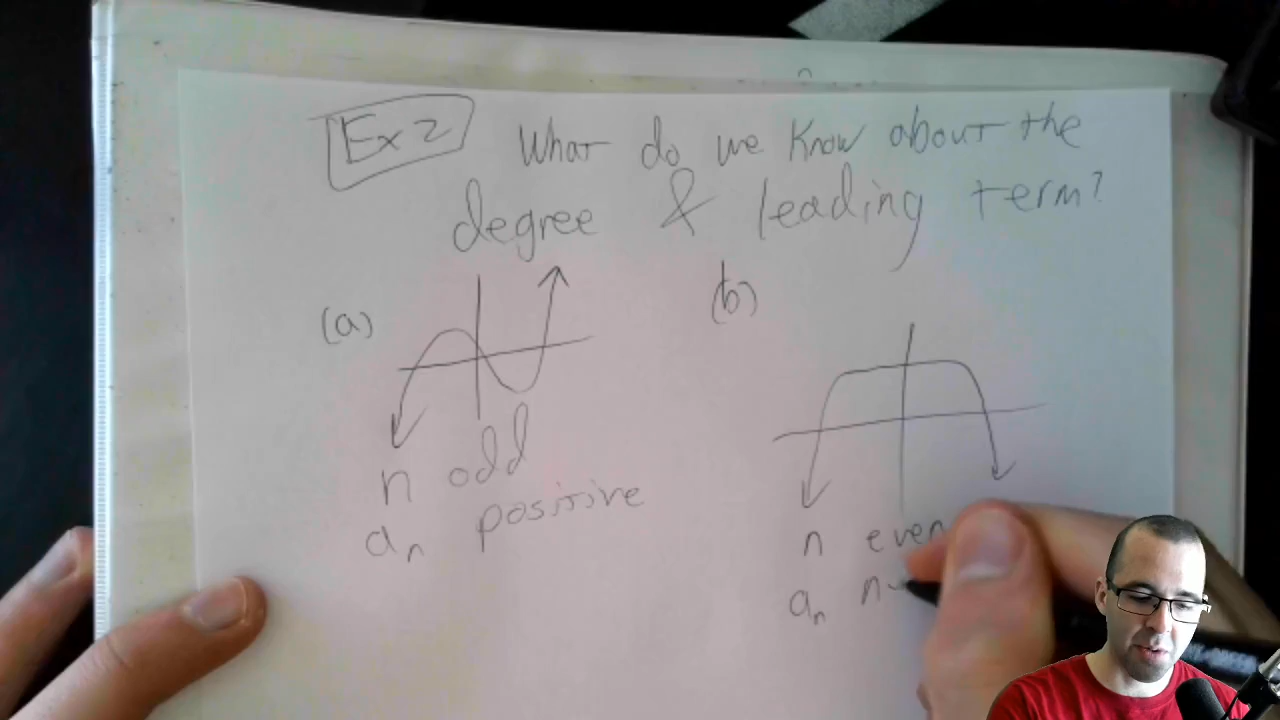 Ex 2 What do we know about the
degree & leading term?
(a)
(b)
n odd
an positive
n even
an n